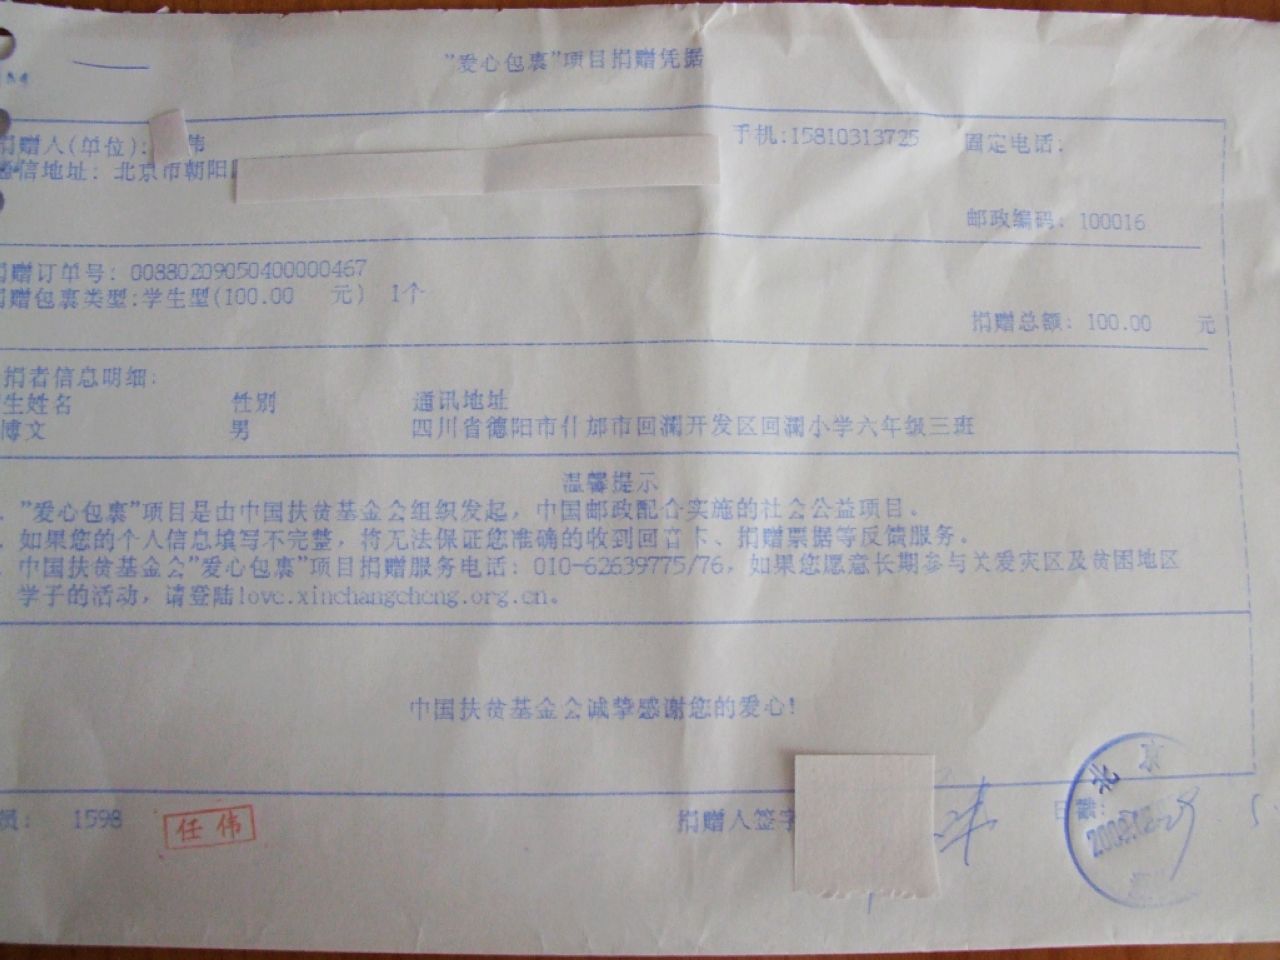 "爱心包裹"项目捐赠凭据
捐赠人(单位): 伟 手机:15810313725 固定电话:
通信地址: 北京市朝阳
邮政编码: 100016
捐赠订单号: 00880209050400000467
捐赠包裹类型:学生型(100.00 元) 1个
捐赠总额: 100.00 元
捐者信息明细:
生姓名 性别 通讯地址
博文 男 四川省德阳市什邡市回澜开发区回澜小学六年级三班
温馨提示
"爱心包裹"项目是由中国扶贫基金会组织发起，中国邮政配合实施的社会公益项目。
如果您的个人信息填写不完整，将无法保证您准确的收到回音卡、捐赠票据等反馈服务。
中国扶贫基金会"爱心包裹"项目捐赠服务电话: 010-62639775/76，如果您愿意长期参与关爱灾区及贫困地区
学子的活动，请登陆love.xinchangcheng.org.cn。
中国扶贫基金会诚挚感谢您的爱心!
员: 1598 任伟 捐赠人签字 日期:
北京